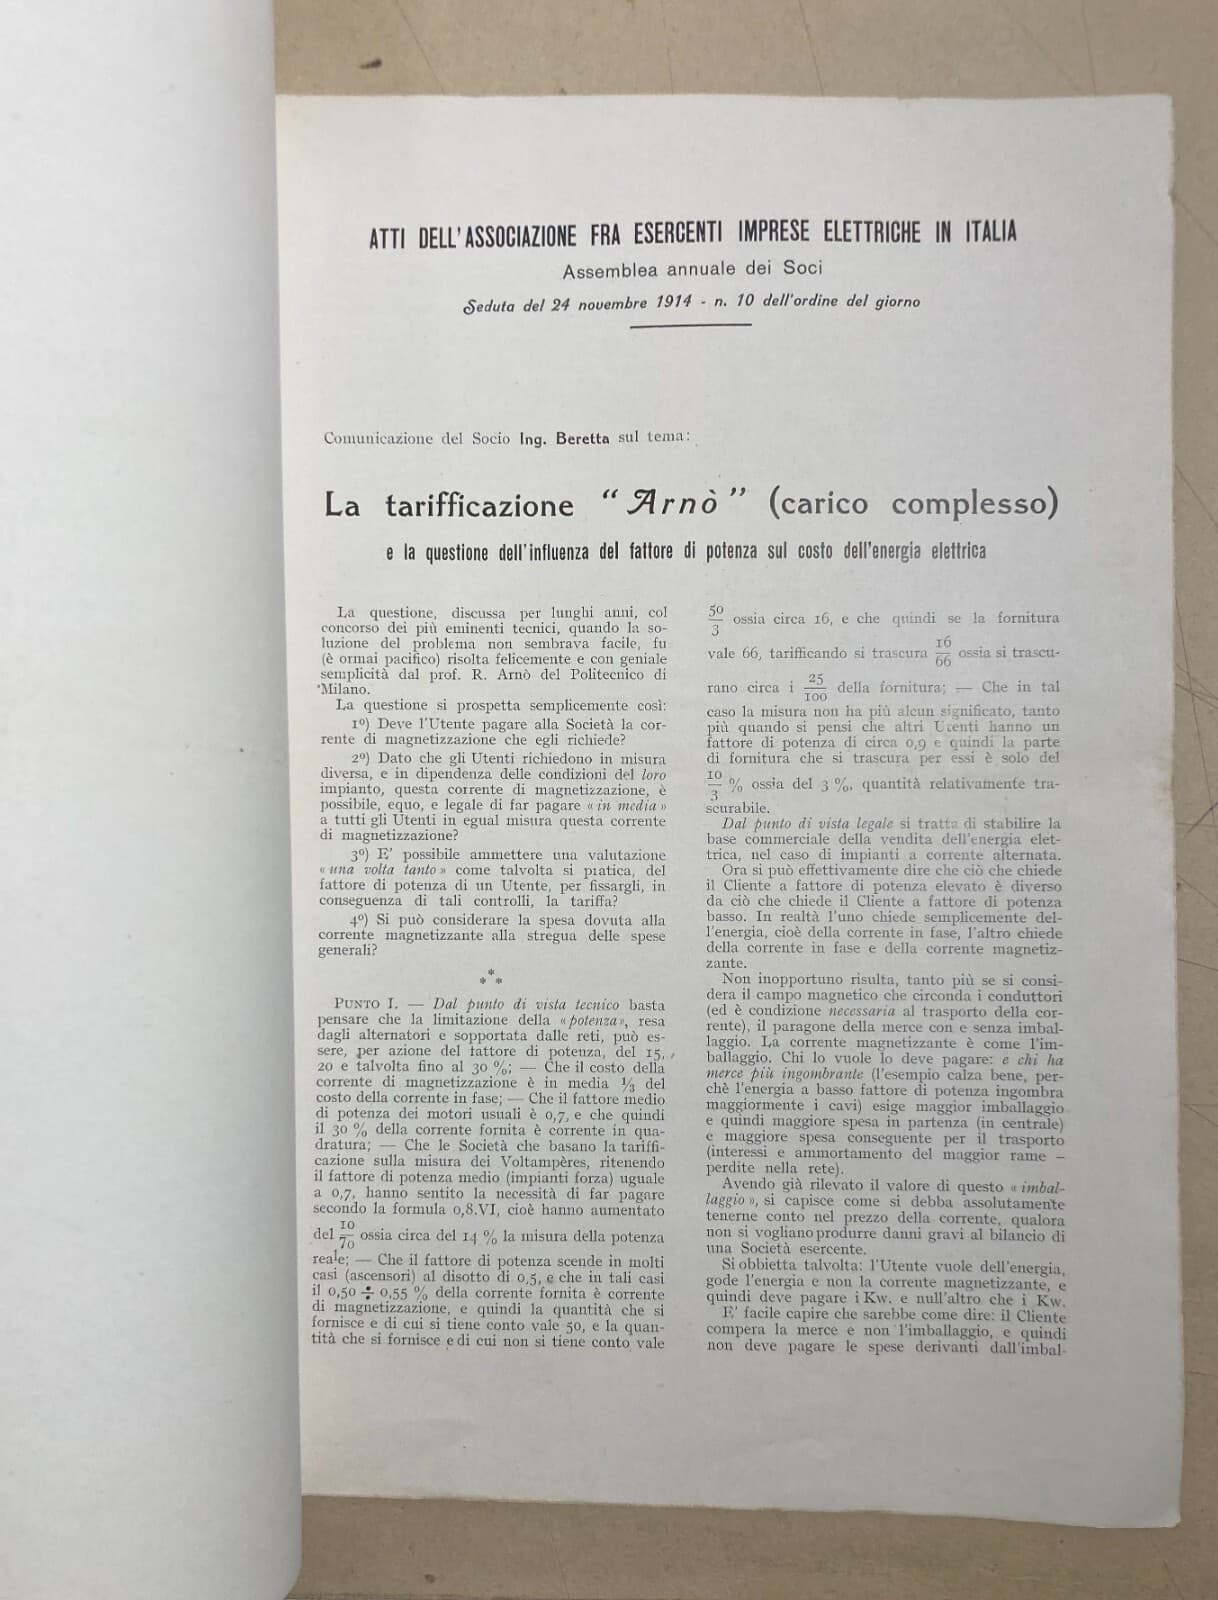 ATTI DELL'ASSOCIAZIONE FRA ESERCENTI IMPRESE ELETTRICHE IN ITALIA
Assemblea annuale dei Soci
Seduta del 24 novembre 1914 - n. 10 dell'ordine del giorno
Comunicazione del Socio Ing. Beretta sul tema:
La tarifficazione “Arnò” (carico complesso)
e la questione dell'influenza del fattore di potenza sul costo dell'energia elettrica
La questione, discussa per lunghi anni, col
concorso dei più eminenti tecnici, quando la so-
luzione del problema non sembrava facile, fu
(è ormai pacifico) risolta felicemente e con geniale
semplicità dal prof. R. Arnò del Politecnico di
Milano.
La questione si prospetta semplicemente così:
1º) Deve l'Utente pagare alla Società la cor-
rente di magnetizzazione che egli richiede?
2º) Dato che gli Utenti richiedono in misura
diversa, e in dipendenza delle condizioni del loro
impianto, questa corrente di magnetizzazione, è
possibile, equo, e legale di far pagare «in media»
a tutti gli Utenti in egual misura questa corrente
di magnetizzazione?
3º) E' possibile ammettere una valutazione
«una volta tanto» come talvolta si pratica, del
fattore di potenza di un Utente, per fissargli, in
conseguenza di tali controlli, la tariffa?
4º) Si può considerare la spesa dovuta alla
corrente magnetizzante alla stregua delle spese
generali?
***
PUNTO I. — Dal punto di vista tecnico basta
pensare che la limitazione della «potenza», resa
dagli alternatori e sopportata dalle reti, può es-
sere, per azione del fattore di potenza, del 15,
20 e talvolta fino al 30 %; — Che il costo della
corrente di magnetizzazione è in media 1/3 del
costo della corrente in fase; — Che il fattore medio
di potenza dei motori usuali è 0,7, e che quindi
il 30 % della corrente fornita è corrente in qua-
dratura; — Che le Società che basano la tariffi-
cazione sulla misura dei Voltampères, ritenendo
il fattore di potenza medio (impianti forza) uguale
a 0,7, hanno sentito la necessità di far pagare
secondo la formula 0,8.VI, cioè hanno aumentato
del 10/70 ossia circa del 14 % la misura della potenza
reale; — Che il fattore di potenza scende in molti
casi (ascensori) al disotto di 0,5, e che in tali casi
il 0,50 ÷ 0,55 % della corrente fornita è corrente
di magnetizzazione, e quindi la quantità che si
fornisce e di cui si tiene conto vale 50, e la quan-
tità che si fornisce e di cui non si tiene conto vale
50/3 ossia circa 16, e che quindi se la fornitura
vale 66, tarifficando si trascura 16/66 ossia si trascu-
rano circa i 25/100 della fornitura; — Che in tal
caso la misura non ha più alcun significato, tanto
più quando si pensi che altri Utenti hanno un
fattore di potenza di circa 0,9 e quindi la parte
di fornitura che si trascura per essi è solo del
10/3 % ossia del 3 %, quantità relativamente tra-
scurabile.
Dal punto di vista legale si tratta di stabilire la
base commerciale della vendita dell'energia elet-
trica, nel caso di impianti a corrente alternata.
Ora si può effettivamente dire che ciò che chiede
il Cliente a fattore di potenza elevato è diverso
da ciò che chiede il Cliente a fattore di potenza
basso. In realtà l'uno chiede semplicemente del-
l'energia, cioè della corrente in fase, l'altro chiede
della corrente in fase e della corrente magnetiz-
zante.
Non inopportuno risulta, tanto più se si consi-
dera il campo magnetico che circonda i conduttori
(ed è condizione necessaria al trasporto della cor-
rente), il paragone della merce con e senza imbal-
laggio. La corrente magnetizzante è come l'im-
ballaggio. Chi lo vuole lo deve pagare: e chi ha
merce più ingombrante (l'esempio calza bene, per-
chè l'energia a basso fattore di potenza ingombra
maggiormente i cavi) esige maggior imballaggio
e quindi maggiore spesa in partenza (in centrale)
e maggiore spesa conseguente per il trasporto
(interessi e ammortamento del maggior rame –
perdite nella rete).
Avendo già rilevato il valore di questo «imbal-
laggio», si capisce come si debba assolutamente
tenerne conto nel prezzo della corrente, qualora
non si vogliano produrre danni gravi al bilancio di
una Società esercente.
Si obbietta talvolta: l'Utente vuole dell'energia,
gode l'energia e non la corrente magnetizzante, e
quindi deve pagare i Kw. e null'altro che i Kw.
E' facile capire che sarebbe come dire: il Cliente
compera la merce e non l'imballaggio, e quindi
non deve pagare le spese derivanti dall'imbal-